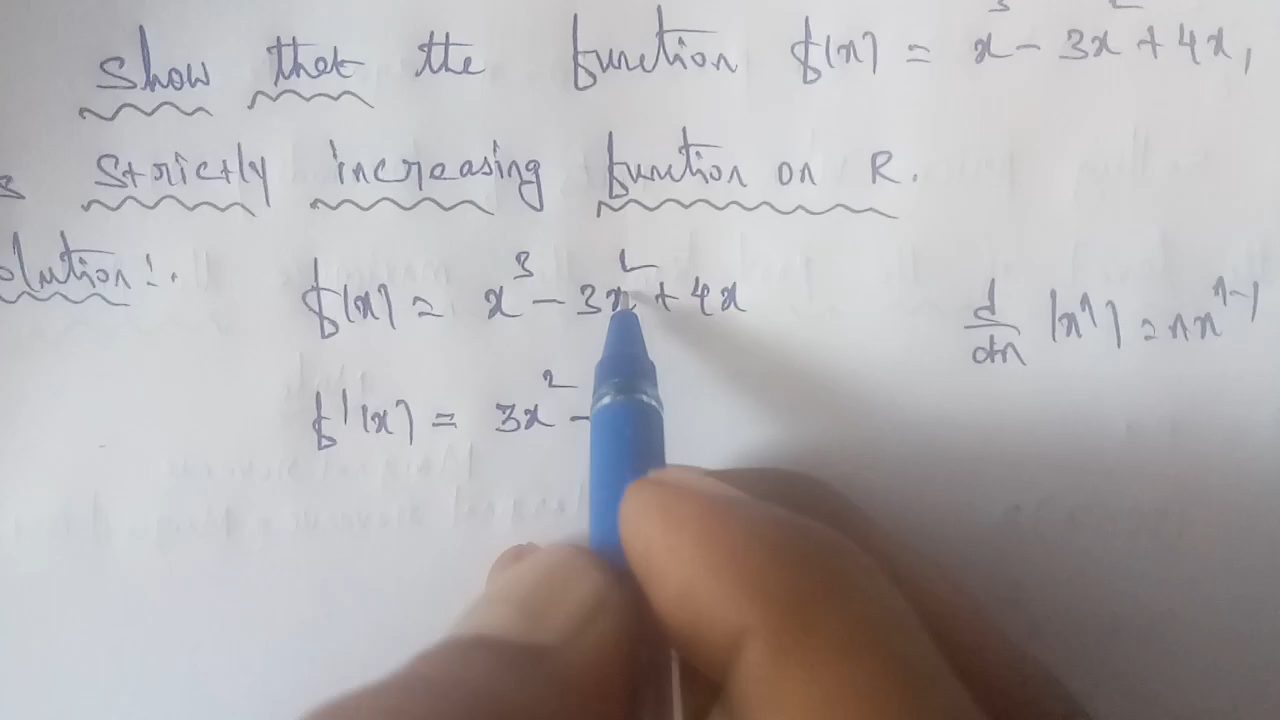 Show that the function f(x) = x³ - 3x² + 4x,
s strictly increasing function on R.
olution:.
f(x) = x³ - 3x² + 4x
d/dx (xⁿ) = nxⁿ⁻¹
f'(x) = 3x² -